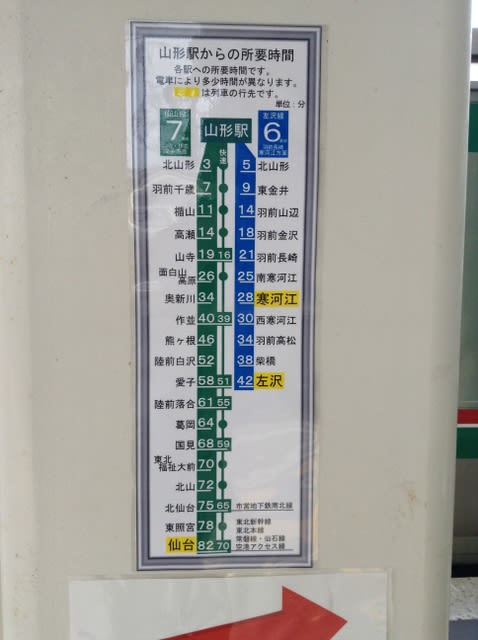 山形駅からの所要時間
各駅への所要時間です。
電車により多少時間が異なります。
は列車の行先です。
単位:分
仙山線 7 山形駅 左沢線 6
快速
北山形 3 5 北山形
羽前千歳 7 9 東金井
楯山 11 14 羽前山辺
高瀬 14 18 羽前金沢
山寺 19 16 21 羽前長崎
面白山高原 26 25 南寒河江
奥新川 34 28 寒河江
作並 40 39 30 西寒河江
熊ヶ根 46 34 羽前高松
陸前白沢 52 38 柴橋
愛子 58 51 42 左沢
陸前落合 61 55
葛岡 64
国見 68 59
東北福祉大前 70
北山 72
北仙台 75 65 市営地下鉄南北線
東照宮 78 東北新幹線
東北本線
仙台 82 70 常磐線・仙石線
空港アクセス線